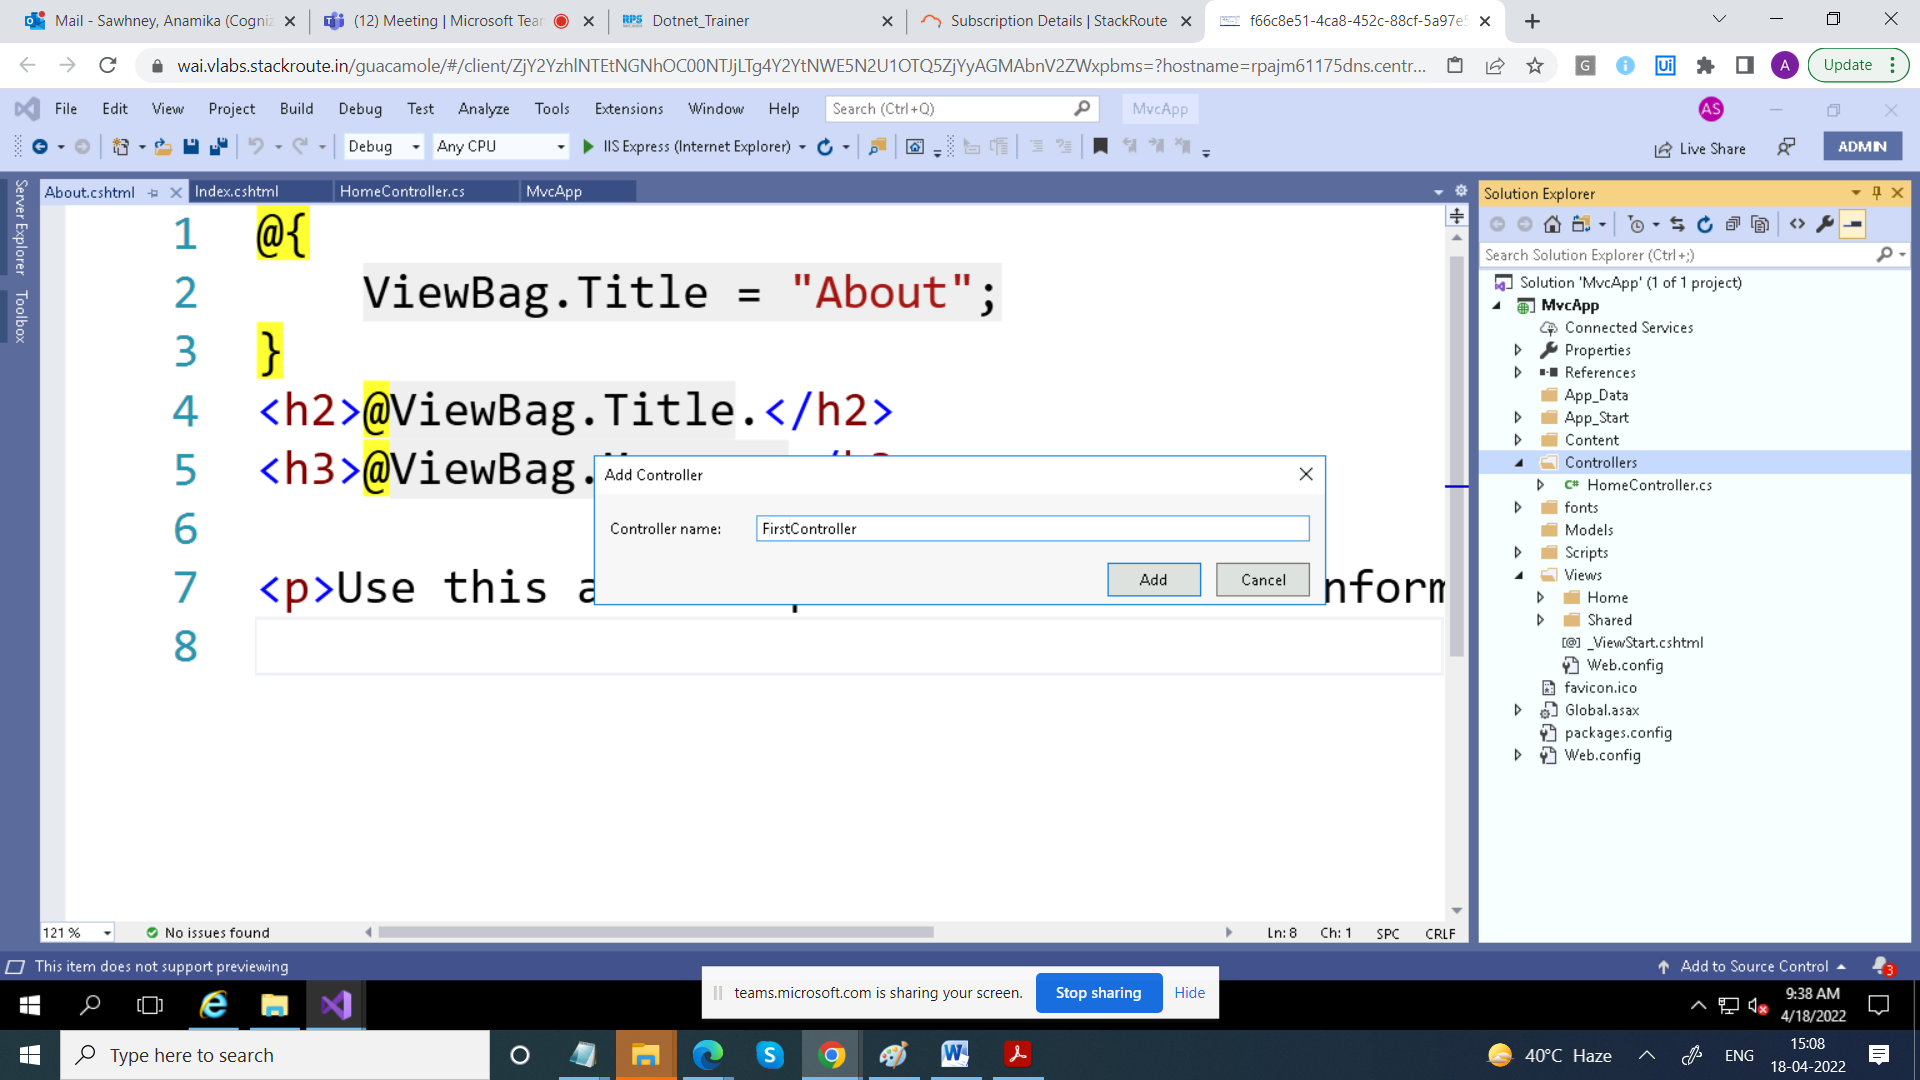 Mail - Sawhney, Anamika (Cogniz
(12) Meeting | Microsoft Tear
RPS
Dotnet_Trainer
Subscription Details | StackRoute
f66c8e51-4ca8-452c-88cf-5a97e5
wai.vlabs.stackroute.in/guacamole/#/client/ZjY2YzhlNTEtNGNhOC00NTJjLTg4Y2YtNWE5N2U1OTQ5ZjYyAGMAbnV2ZWxpbms=?hostname=rpajm61175dns.centr...
G
Ui
A
Update
File Edit View Project Build Debug Test Analyze Tools Extensions Window Help
Search (Ctrl+Q)
MvcApp
AS
Debug
Any CPU
IIS Express (Internet Explorer)
Live Share
ADMIN
Server Explorer
Toolbox
About.cshtml
Index.cshtml
HomeController.cs
MvcApp
1 @{
2 ViewBag.Title = "About";
3 }
4 <h2>@ViewBag.Title.</h2>
5 <h3>@ViewBag.
6
7 <p>Use this a
nform
8
Add Controller
Controller name:
FirstController
Add
Cancel
121 %
No issues found
Ln: 8 Ch: 1 SPC CRLF
Solution Explorer
Search Solution Explorer (Ctrl+;)
Solution 'MvcApp' (1 of 1 project)
MvcApp
Connected Services
Properties
References
App_Data
App_Start
Content
Controllers
C# HomeController.cs
fonts
Models
Scripts
Views
Home
Shared
[@] _ViewStart.cshtml
Web.config
favicon.ico
Global.asax
packages.config
Web.config
This item does not support previewing
Add to Source Control
3
teams.microsoft.com is sharing your screen.
Stop sharing
Hide
9:38 AM
4/18/2022
Type here to search
40°C Haze
ENG
15:08
18-04-2022